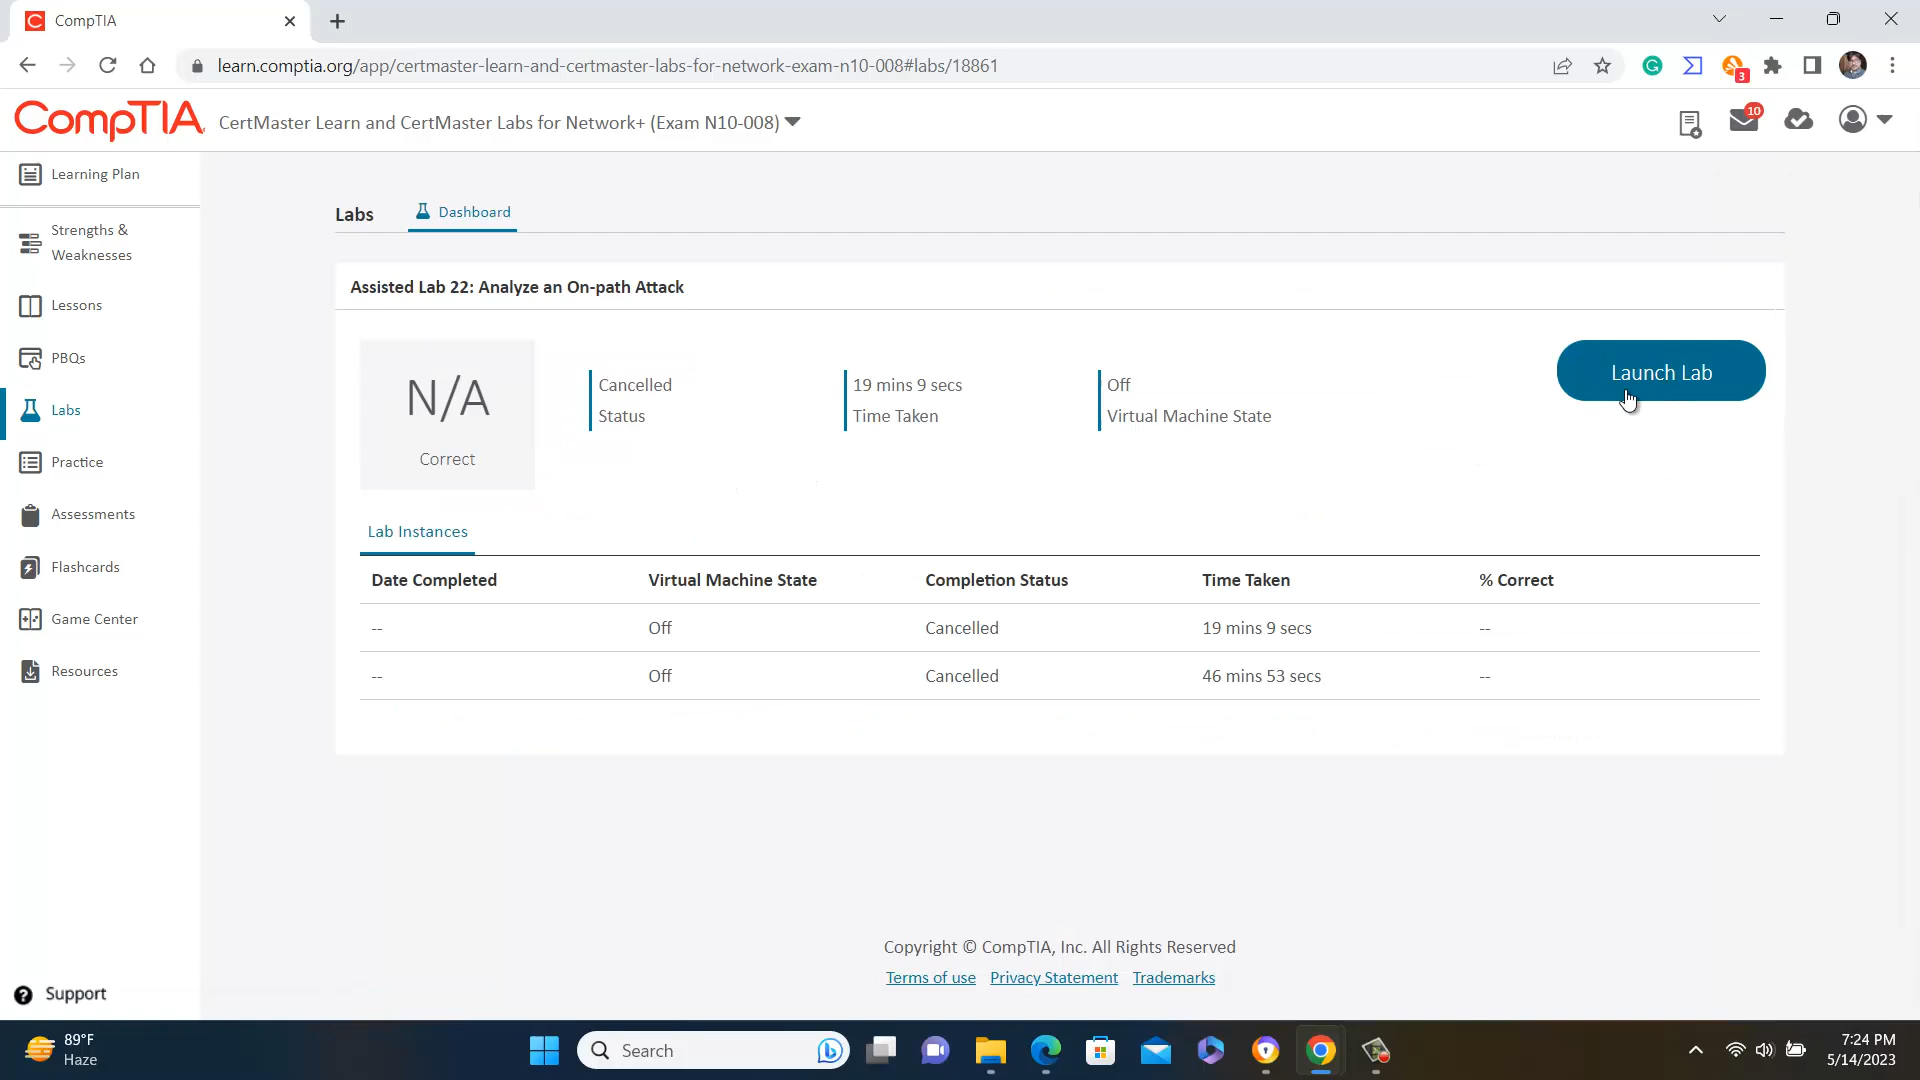 CompTIA
learn.comptia.org/app/certmaster-learn-and-certmaster-labs-for-network-exam-n10-008#labs/18861
3
CompTIA.
CertMaster Learn and CertMaster Labs for Network+ (Exam N10-008)
10
Learning Plan
Strengths &
Weaknesses
Lessons
PBQs
Labs
Practice
Assessments
Flashcards
Game Center
Resources
Support
Labs
Dashboard
Assisted Lab 22: Analyze an On-path Attack
N/A
Correct
Cancelled
Status
19 mins 9 secs
Time Taken
Off
Virtual Machine State
Launch Lab
Lab Instances
Date Completed Virtual Machine State Completion Status Time Taken % Correct
-- Off Cancelled 19 mins 9 secs --
-- Off Cancelled 46 mins 53 secs --
Copyright © CompTIA, Inc. All Rights Reserved
Terms of use Privacy Statement Trademarks
89°F
Haze
Search
7:24 PM
5/14/2023